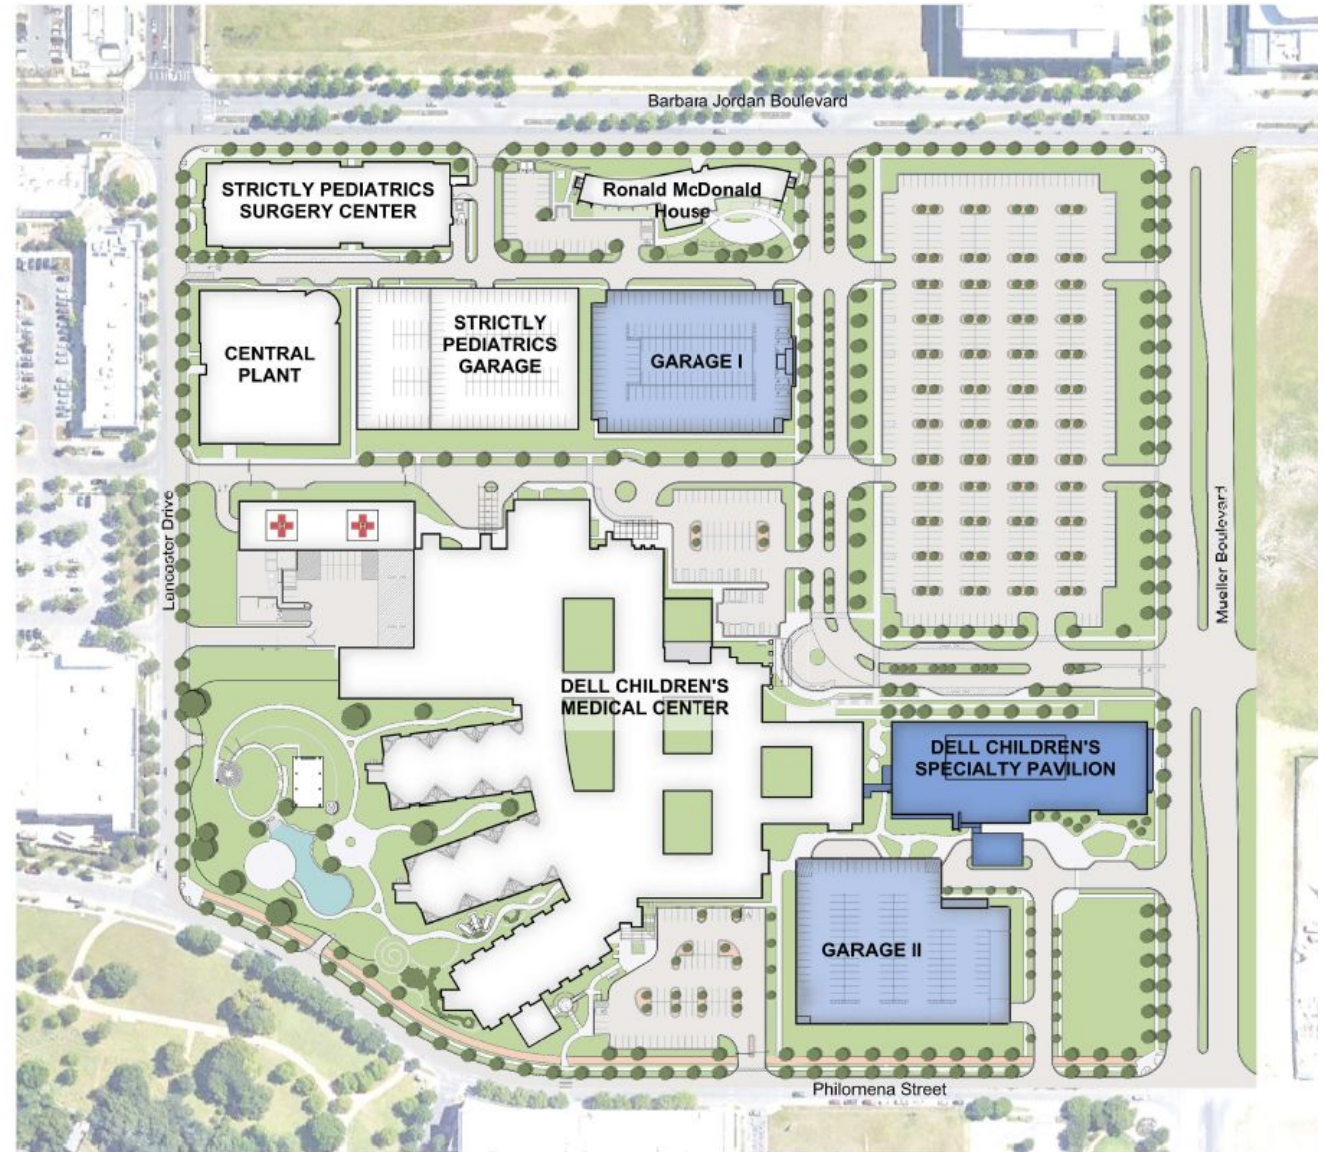 Barbara Jordan Boulevard
STRICTLY PEDIATRICS
SURGERY CENTER
Ronald McDonald
House
CENTRAL
PLANT
STRICTLY
PEDIATRICS
GARAGE
GARAGE I
Lancaster Drive
Mueller Boulevard
DELL CHILDREN'S
MEDICAL CENTER
DELL CHILDREN'S
SPECIALTY PAVILION
GARAGE II
Philomena Street